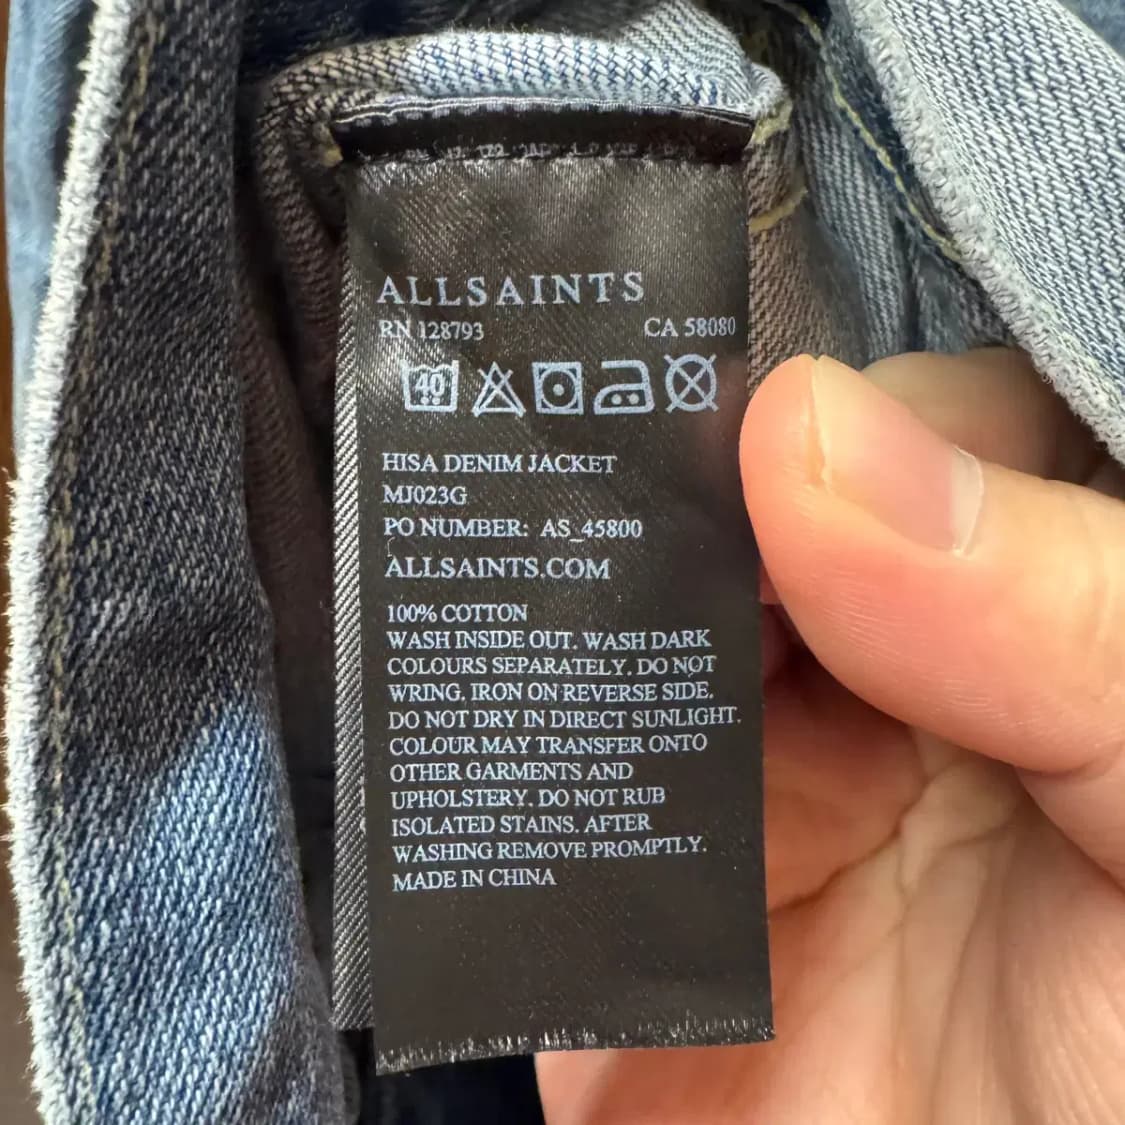 ALLSAINTS
RN 128793 CA 58080
40
HISA DENIM JACKET
MJ023G
PO NUMBER: AS_45800
ALLSAINTS.COM
100% COTTON
WASH INSIDE OUT. WASH DARK
COLOURS SEPARATELY. DO NOT
WRING. IRON ON REVERSE SIDE.
DO NOT DRY IN DIRECT SUNLIGHT.
COLOUR MAY TRANSFER ONTO
OTHER GARMENTS AND
UPHOLSTERY. DO NOT RUB
ISOLATED STAINS. AFTER
WASHING REMOVE PROMPTLY.
MADE IN CHINA